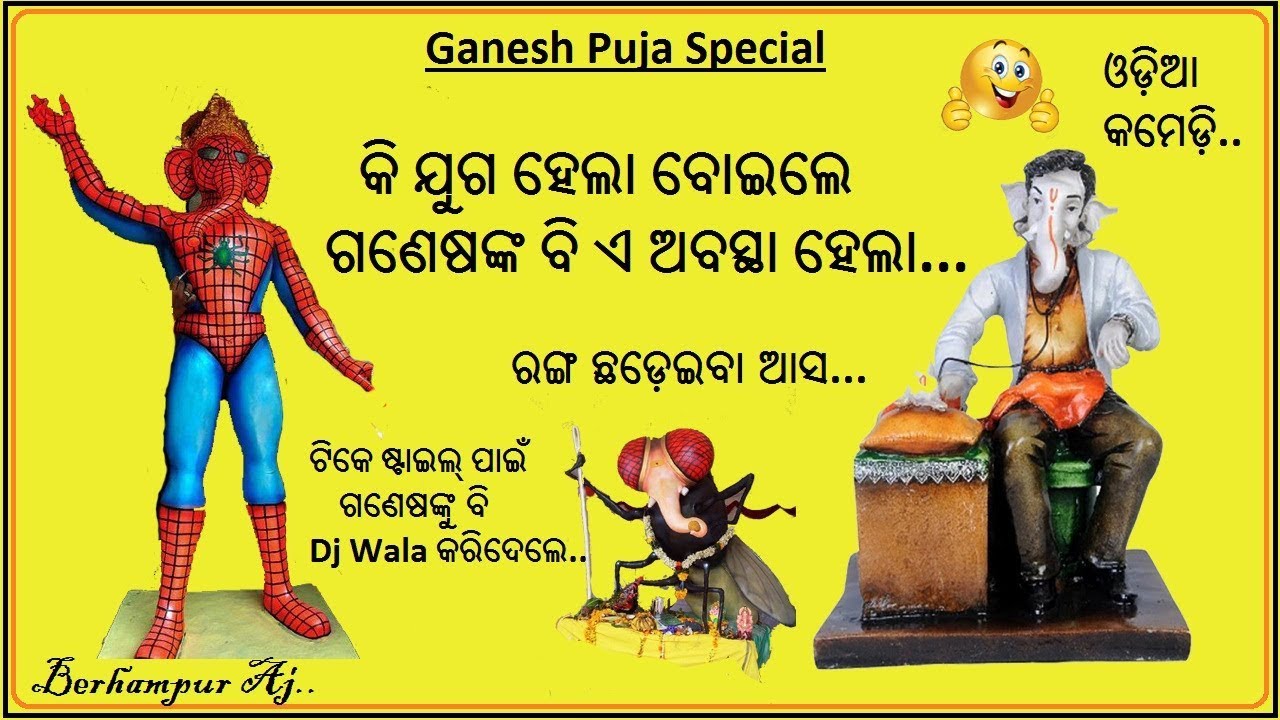 Ganesh Puja Special
ଓଡ଼ିଆ
କମେଡ଼ି..
କି ଯୁଗ ହେଲା ବୋଇଲେ
ଗଣେଷଙ୍କ ବି ଏ ଅବସ୍ଥା ହେଲା...
ରଙ୍ଗ ଛଡ଼େଇବା ଆସ...
ଟିକେ ଷ୍ଟାଇଲ୍ ପାଇଁ
ଗଣେଷଙ୍କୁ ବି
Dj Wala କରିଦେଲେ..
Berhampur Aj..